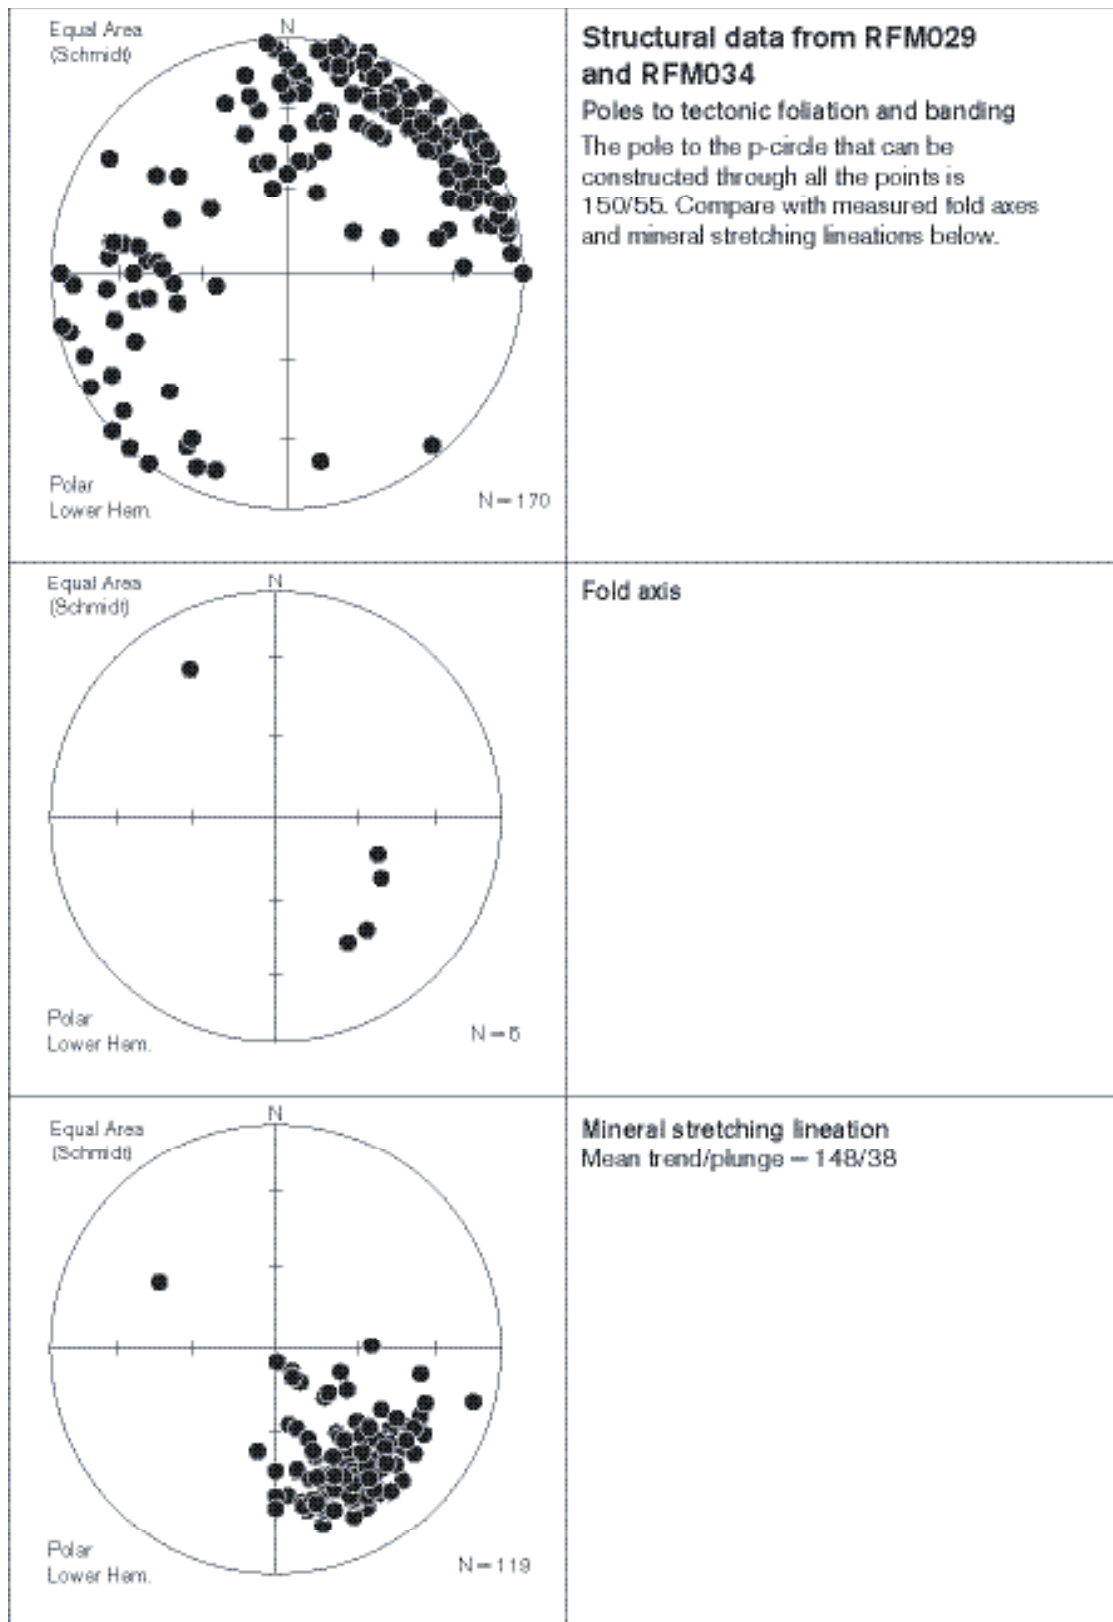 Equal Area
(Schmidt)
N
Polar
Lower Hem.
N = 170
Structural data from RFM029
and RFM034
Poles to tectonic foliation and banding
The pole to the p-circle that can be
constructed through all the points is
150/55. Compare with measured fold axes
and mineral stretching lineations below.
Equal Area
(Schmidt)
N
Polar
Lower Hem.
N = 5
Fold axis
Equal Area
(Schmidt)
N
Polar
Lower Hem.
N = 119
Mineral stretching lineation
Mean trend/plunge = 148/38